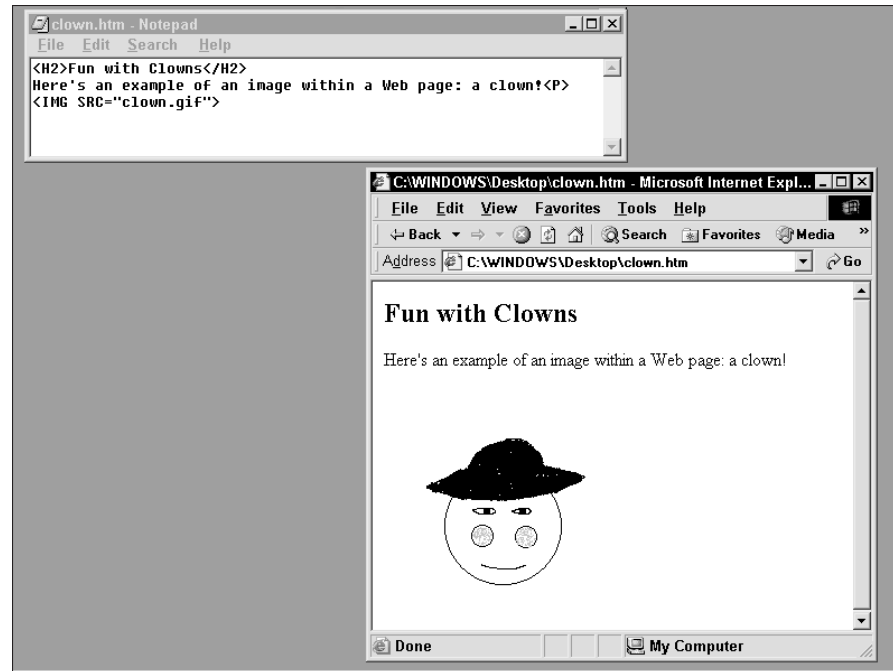 clown.htm - Notepad
File Edit Search Help
<H2>Fun with Clowns</H2>
Here's an example of an image within a Web page: a clown!<P>
<IMG SRC="clown.gif">
C:\WINDOWS\Desktop\clown.htm - Microsoft Internet Expl...
File Edit View Favorites Tools Help
Back Search Favorites Media »
Address C:\WINDOWS\Desktop\clown.htm Go
Fun with Clowns
Here's an example of an image within a Web page: a clown!
Done My Computer